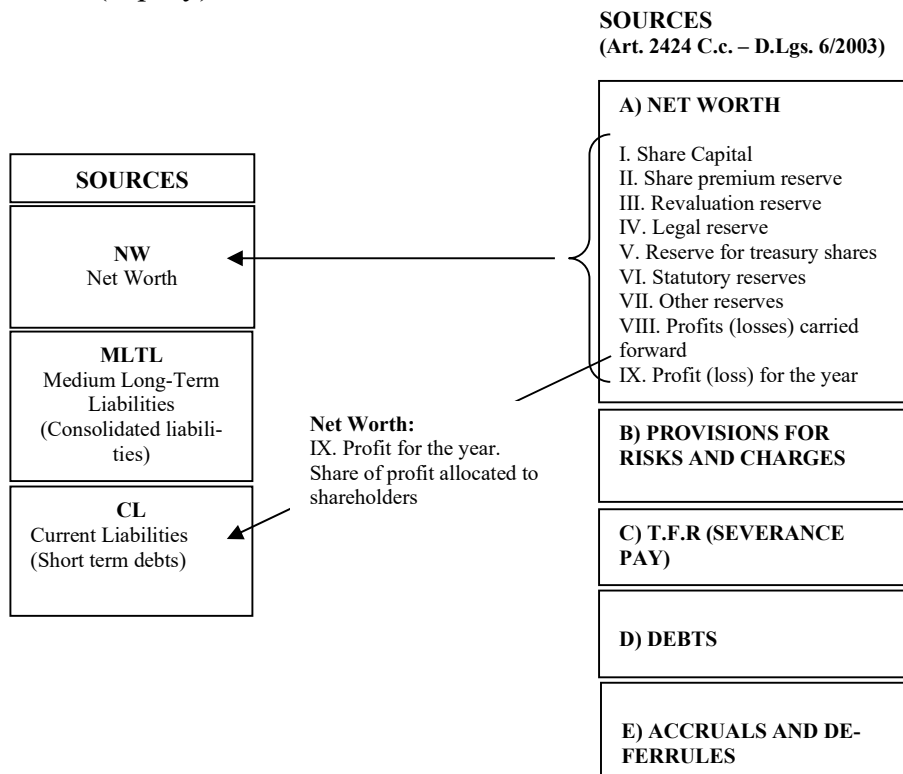 SOURCES
(Art. 2424 C.c. – D.Lgs. 6/2003)
A) NET WORTH
I. Share Capital
II. Share premium reserve
III. Revaluation reserve
IV. Legal reserve
V. Reserve for treasury shares
VI. Statutory reserves
VII. Other reserves
VIII. Profits (losses) carried
forward
IX. Profit (loss) for the year
SOURCES
NW
Net Worth
MLTL
Medium Long-Term
Liabilities
(Consolidated liabili-
ties)
CL
Current Liabilities
(Short term debts)
Net Worth:
IX. Profit for the year.
Share of profit allocated to
shareholders
B) PROVISIONS FOR
RISKS AND CHARGES
C) T.F.R (SEVERANCE
PAY)
D) DEBTS
E) ACCRUALS AND DE-
FERRULES